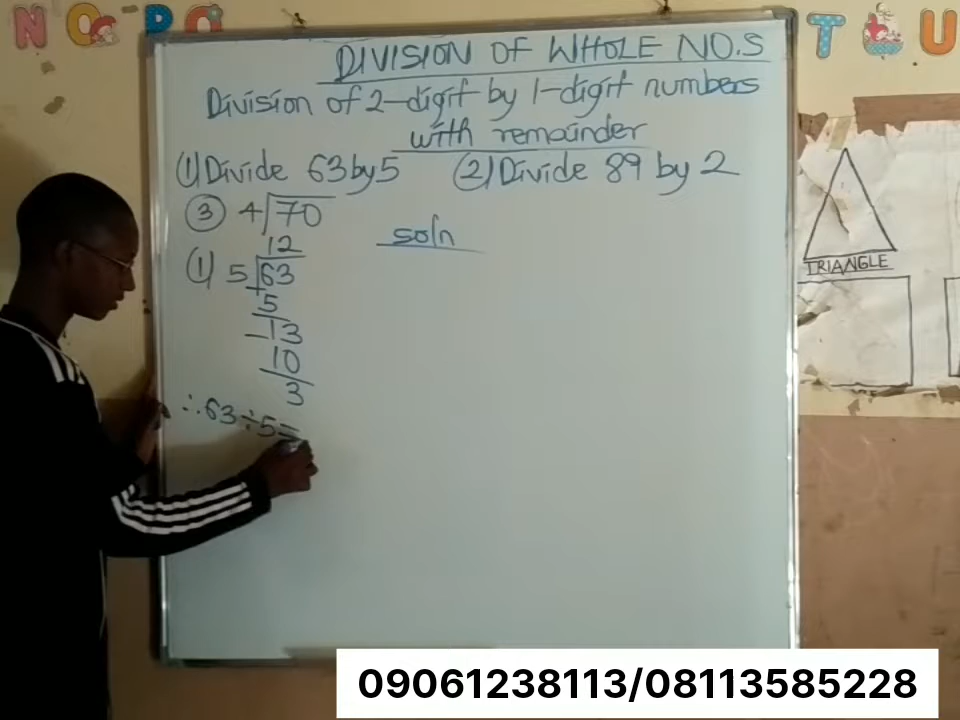 N O P Q
T U
DIVISION OF WHOLE NO.S
Division of 2-digit by 1-digit numbers
with remainder
(1) Divide 63 by 5 (2) Divide 89 by 2
(3) 4)70
soln
12
(1) 5)63
5
-13
10
3
∴ 63÷5=
TRIANGLE
09061238113/08113585228